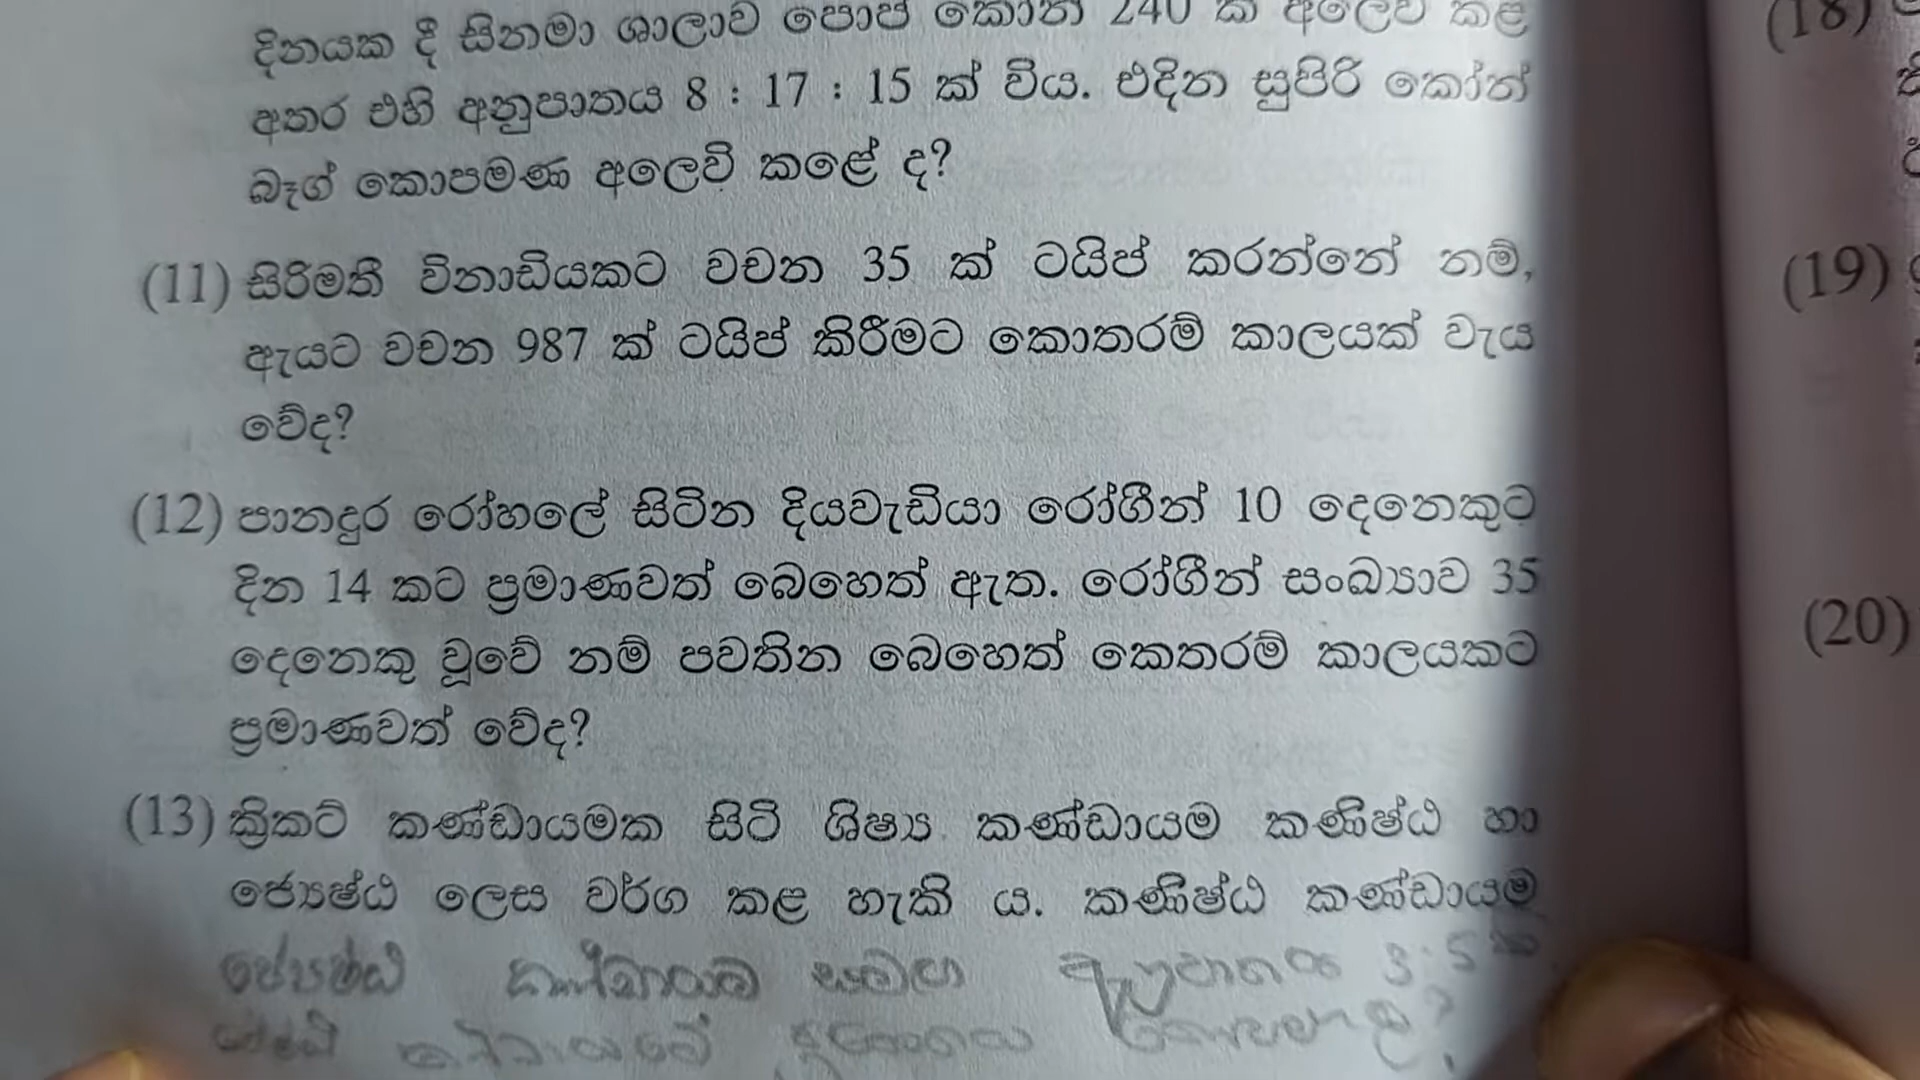 දිනයක දී සිනමා ශාලාව පොප් කෝන් 240 ක් අලෙවි කළ
අතර එහි අනුපාතය 8 : 17 : 15 ක් විය. එදින සුපිරි කෝන්
බෑග් කොපමණ අලෙවි කළේ ද?
(11) සිරිමතී විනාඩියකට වචන 35 ක් ටයිප් කරන්නේ නම්,
ඇයට වචන 987 ක් ටයිප් කිරීමට කොතරම් කාලයක් වැය
වේද?
(12) පානදුර රෝහලේ සිටින දියවැඩියා රෝගීන් 10 දෙනෙකුට
දින 14 කට ප්‍රමාණවත් බෙහෙත් ඇත. රෝගීන් සංඛ්‍යාව 35
දෙනෙකු වූවේ නම් පවතින බෙහෙත් කෙතරම් කාලයකට
ප්‍රමාණවත් වේද?
(13) ක්‍රිකට් කණ්ඩායමක සිටි ශිෂ්‍ය කණ්ඩායම කණිෂ්ඨ හා
ජ්‍යෙෂ්ඨ ලෙස වර්ග කළ හැකි ය. කණිෂ්ඨ කණ්ඩායම
සමඟ 3:5 ක්
(18)
(19)
(20)